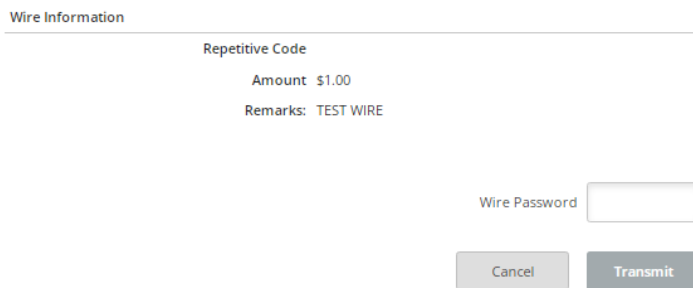 Wire Information
Repetitive Code
Amount $1.00
Remarks: TEST WIRE
Wire Password
Cancel Transmit